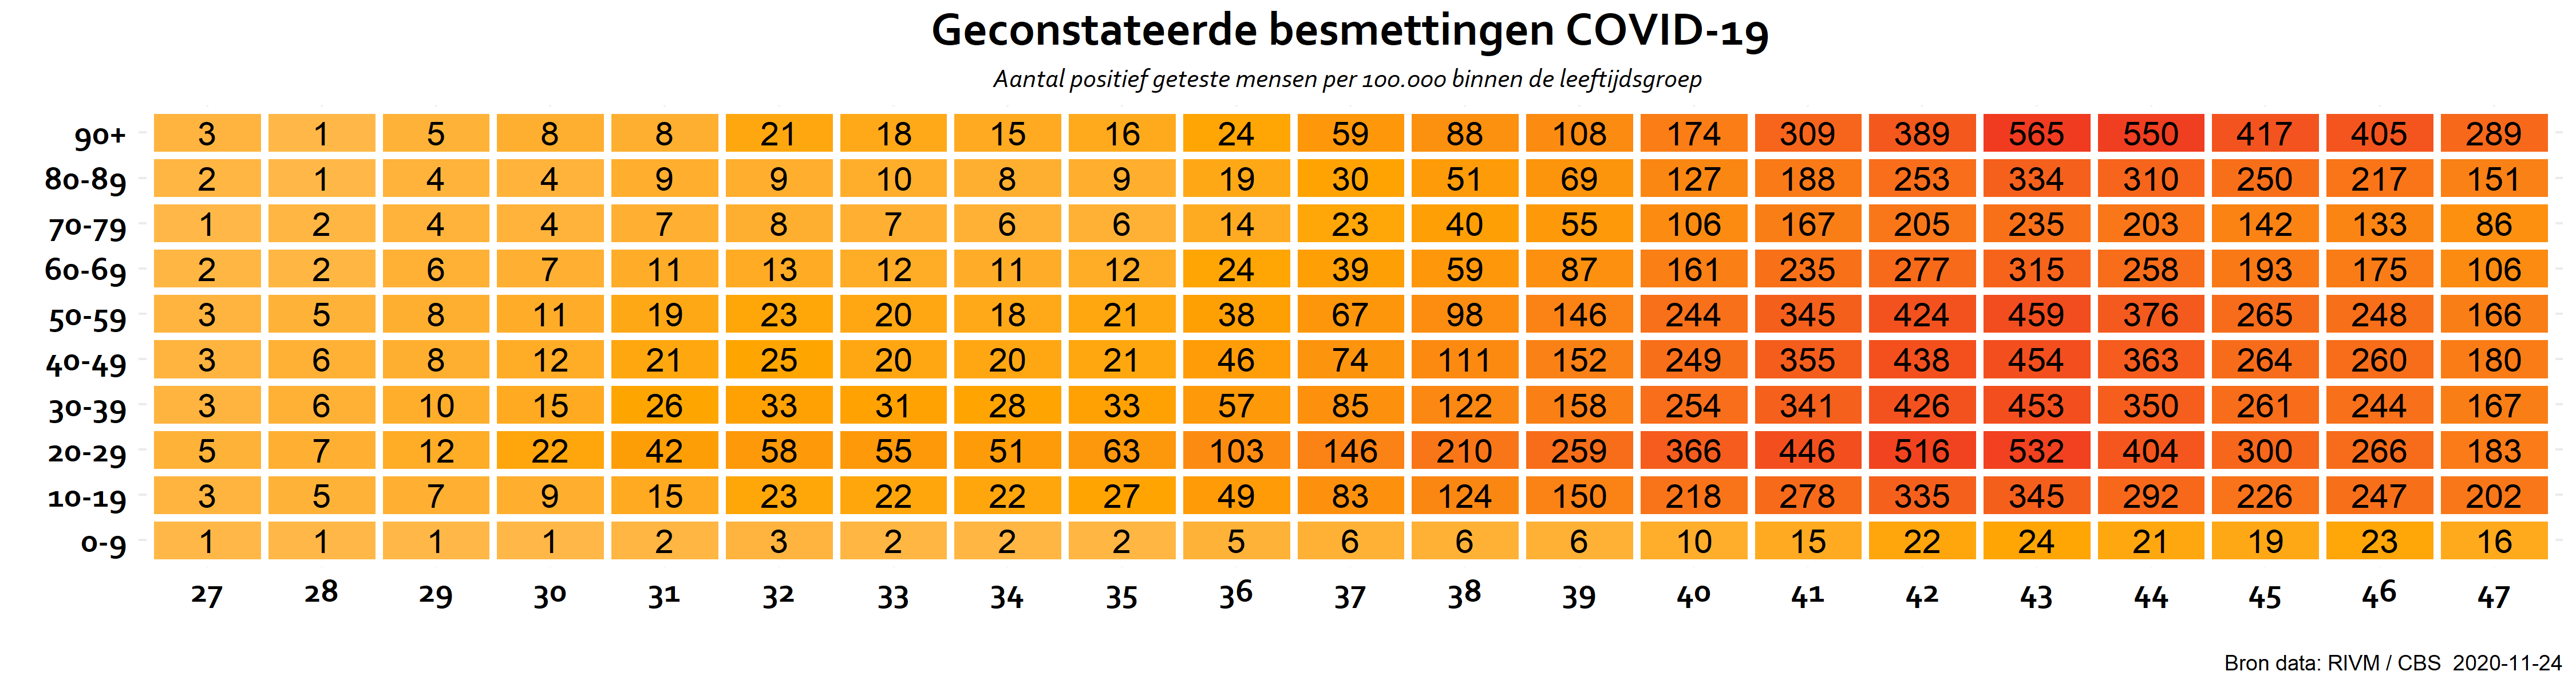 Geconstateerde besmettingen COVID-19
Aantal positief geteste mensen per 100.000 binnen de leeftijdsgroep
90+ 3 1 5 8 8 21 18 15 16 24 59 88 108 174 309 389 565 550 417 405 289
80-89 2 1 4 4 9 9 10 8 9 19 30 51 69 127 188 253 334 310 250 217 151
70-79 1 2 4 4 7 8 7 6 6 14 23 40 55 106 167 205 235 203 142 133 86
60-69 2 2 6 7 11 13 12 11 12 24 39 59 87 161 235 277 315 258 193 175 106
50-59 3 5 8 11 19 23 20 18 21 38 67 98 146 244 345 424 459 376 265 248 166
40-49 3 6 8 12 21 25 20 20 21 46 74 111 152 249 355 438 454 363 264 260 180
30-39 3 6 10 15 26 33 31 28 33 57 85 122 158 254 341 426 453 350 261 244 167
20-29 5 7 12 22 42 58 55 51 63 103 146 210 259 366 446 516 532 404 300 266 183
10-19 3 5 7 9 15 23 22 22 27 49 83 124 150 218 278 335 345 292 226 247 202
0-9 1 1 1 1 2 3 2 2 2 5 6 6 6 10 15 22 24 21 19 23 16
27 28 29 30 31 32 33 34 35 36 37 38 39 40 41 42 43 44 45 46 47
Bron data: RIVM / CBS 2020-11-24